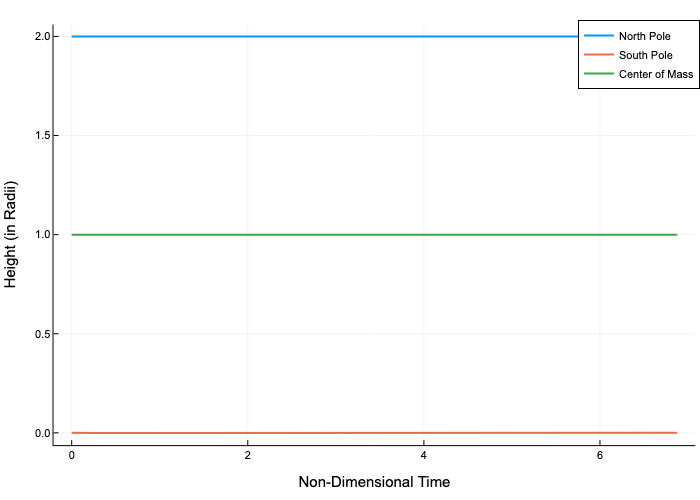 North Pole
South Pole
Center of Mass
2.0
1.5
1.0
0.5
0.0
Height (in Radii)
0 2 4 6
Non-Dimensional Time